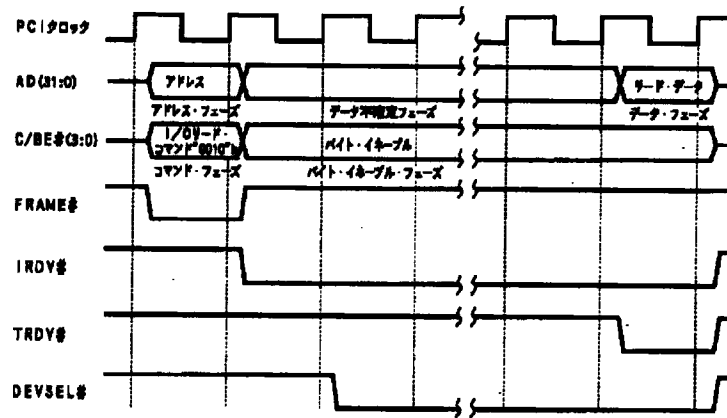 PCIクロック
AD(31:0)
アドレス
リード・データ
アドレス・フェーズ
データ不確定フェーズ
データ・フェーズ
C/BE#(3:0)
I/Oリード・
コマンド"0010"b
バイト・イネーブル
コマンド・フェーズ
バイト・イネーブル・フェーズ
FRAME#
IRDY#
TRDY#
DEVSEL#